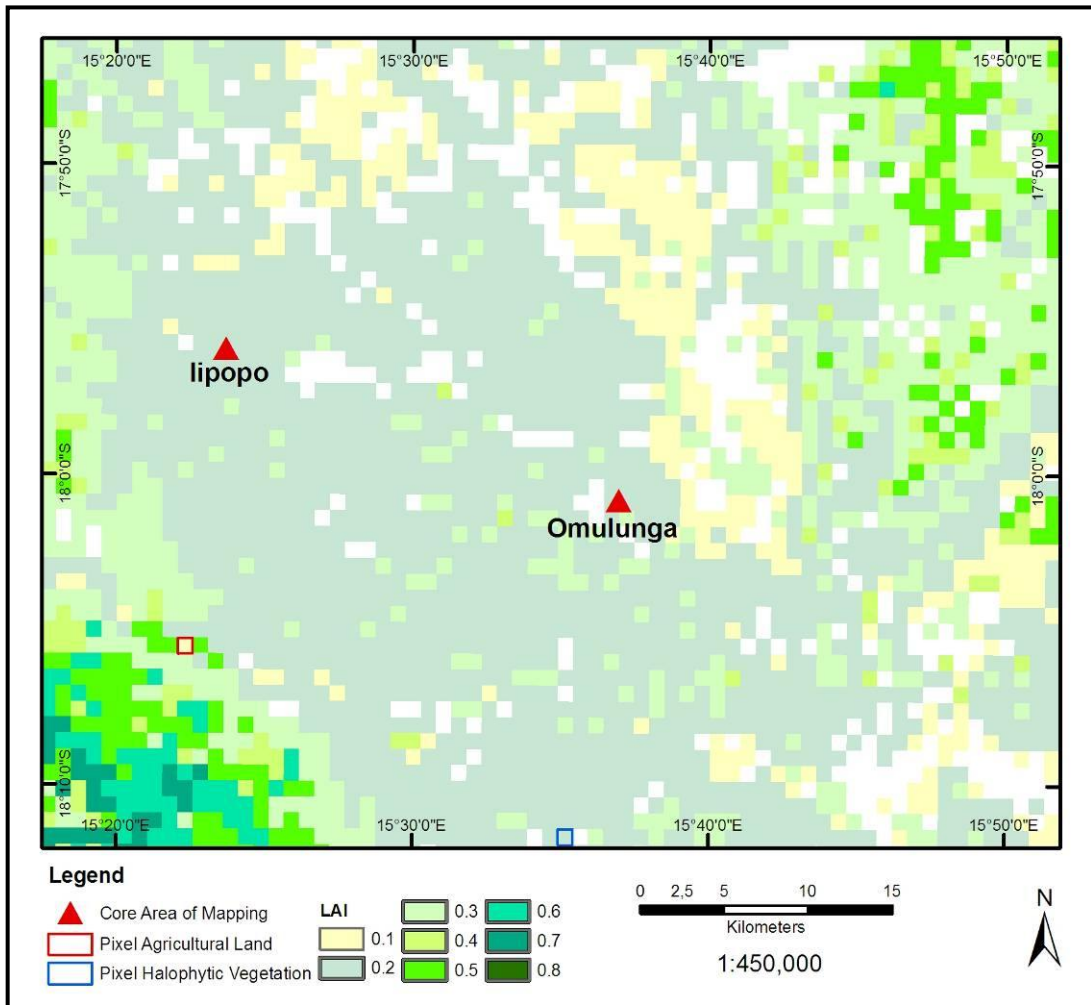 15°20'0"E 15°30'0"E 15°40'0"E 15°50'0"E
17°50'0"S 17°50'0"S
Iipopo
18°0'0"S 18°0'0"S
Omulunga
18°10'0"S 18°10'0"S
15°20'0"E 15°30'0"E 15°40'0"E 15°50'0"E
Legend
Core Area of Mapping
Pixel Agricultural Land
Pixel Halophytic Vegetation
LAI
0.1
0.2
0.3
0.4
0.5
0.6
0.7
0.8
0 2,5 5 10 15
Kilometers
1:450,000
N